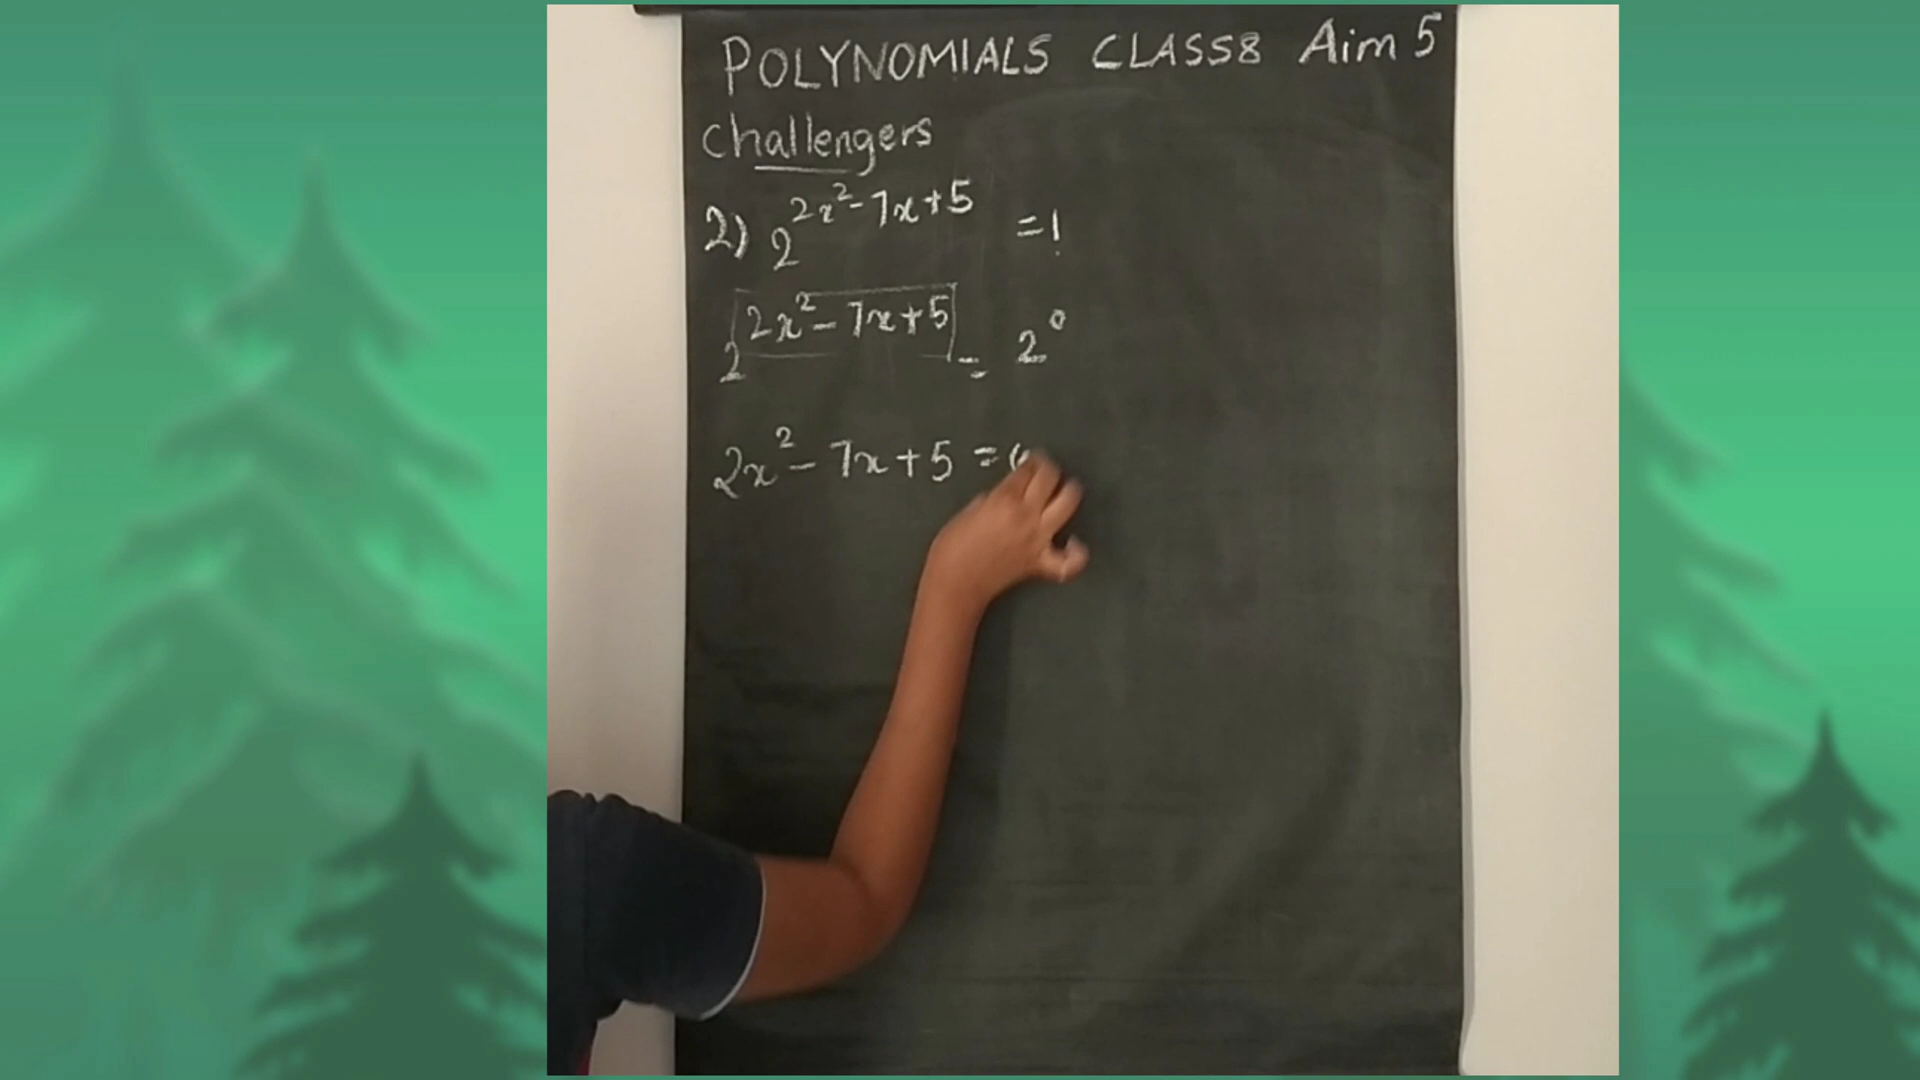 POLYNOMIALS CLASS8 Aim 5
Challengers
2) 2^{2x²-7x+5} = 1
2^{2x²-7x+5} = 2⁰
2x²-7x+5 =